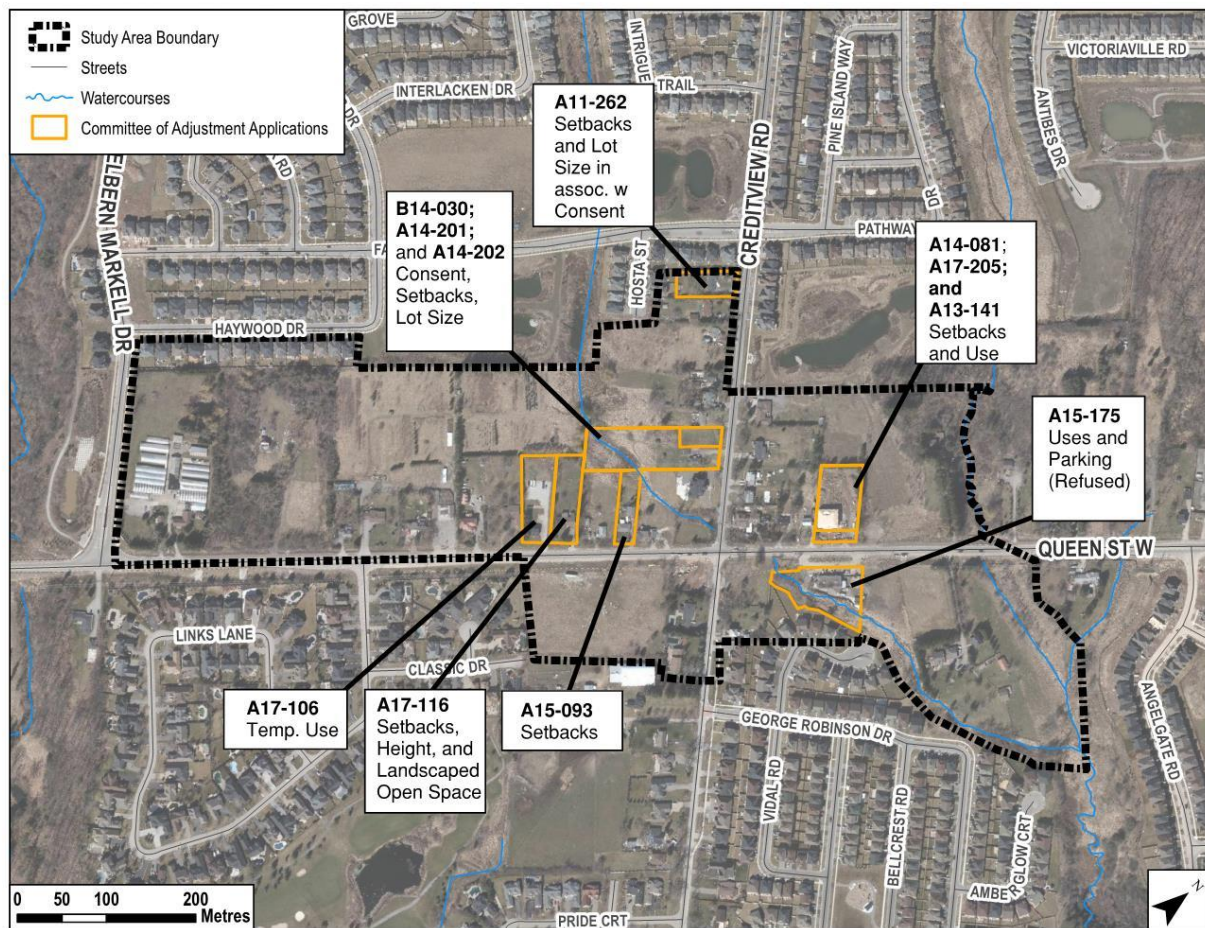 Study Area Boundary
Streets
Watercourses
Committee of Adjustment Applications
GROVE
INTERLACKEN DR
TRAIL
PINE ISLAND WAY
VICTORIAVILLE RD
ANTIBES DR
CREDITVIEW RD
DR
RD
ELBERN MARKELL DR
A11-262
Setbacks
and Lot
Size in
assoc. w
Consent
B14-030;
A14-201;
and A14-202
Consent,
Setbacks,
Lot Size
FA
HOSTA ST
PATHWAY
DR
A14-081;
A17-205;
and
A13-141
Setbacks
and Use
HAYWOOD DR
A15-175
Uses and
Parking
(Refused)
QUEEN ST W
LINKS LANE
CLASSIC DR
A17-106
Temp. Use
A17-116
Setbacks,
Height, and
Landscaped
Open Space
A15-093
Setbacks
GEORGE ROBINSON DR
VIDAL RD
BELLCREST RD
ANGELGATE RD
AMBERGLOW CRT
PRIDE CRT
0 50 100 200
Metres
N